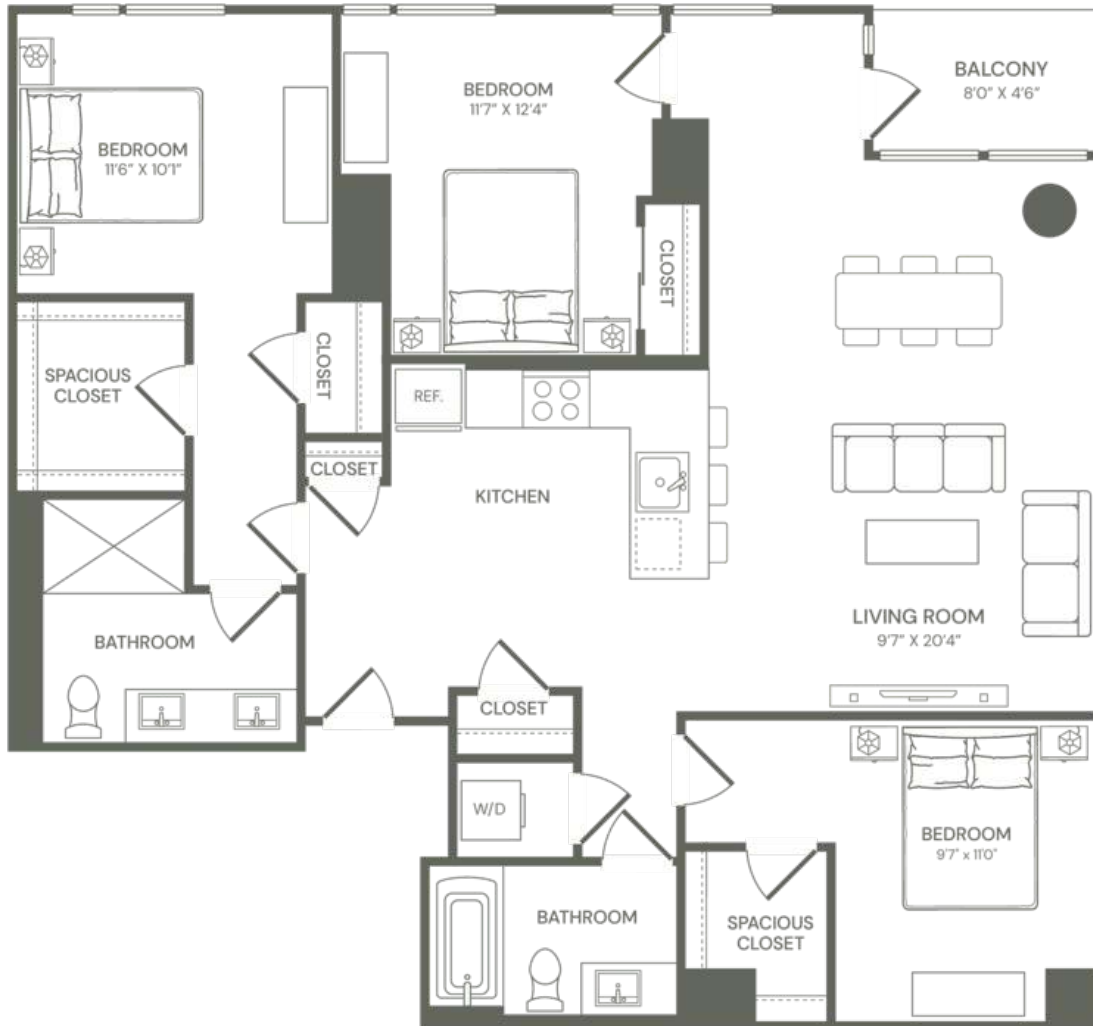 BALCONY
8'0" X 4'6"
BEDROOM
11'7" X 12'4"
BEDROOM
11'6" X 10'1"
CLOSET
CLOSET
SPACIOUS
CLOSET
REF.
CLOSET
KITCHEN
LIVING ROOM
9'7" X 20'4"
BATHROOM
CLOSET
W/D
BEDROOM
9'7" x 11'0"
BATHROOM
SPACIOUS
CLOSET